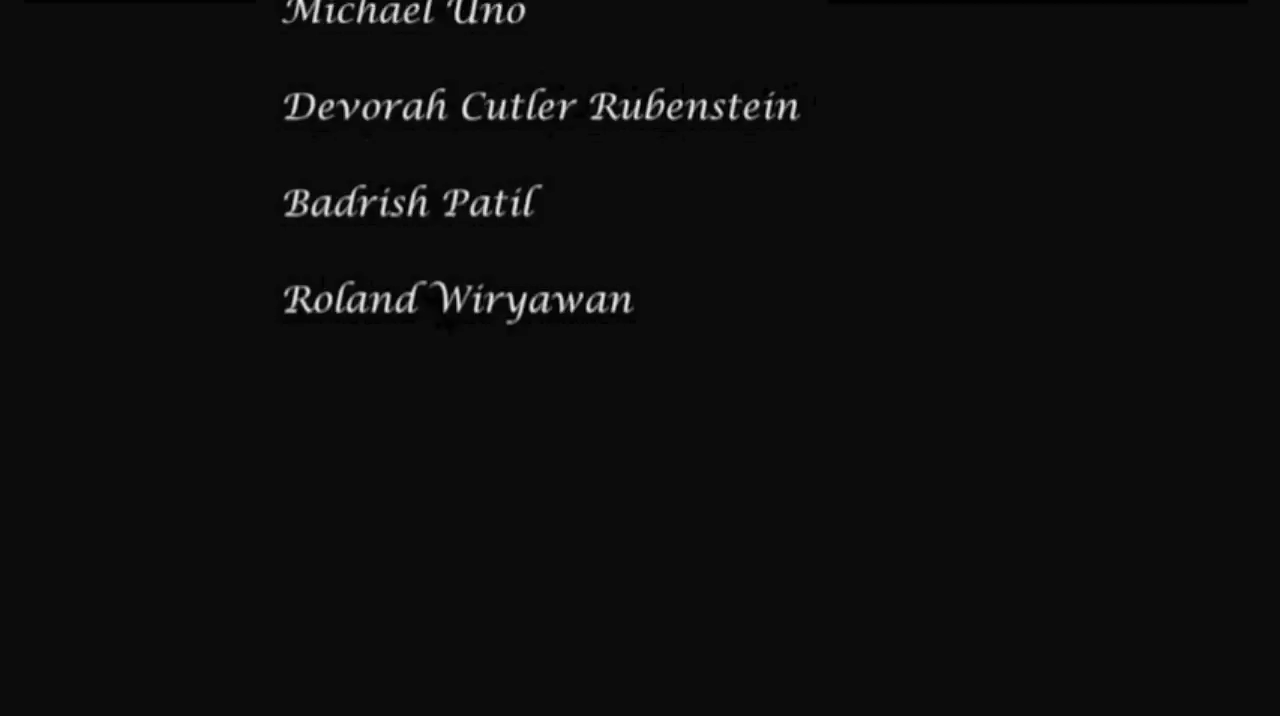 Michael Uno
Devorah Cutler Rubenstein
Badrish Patil
Roland Wiryawan